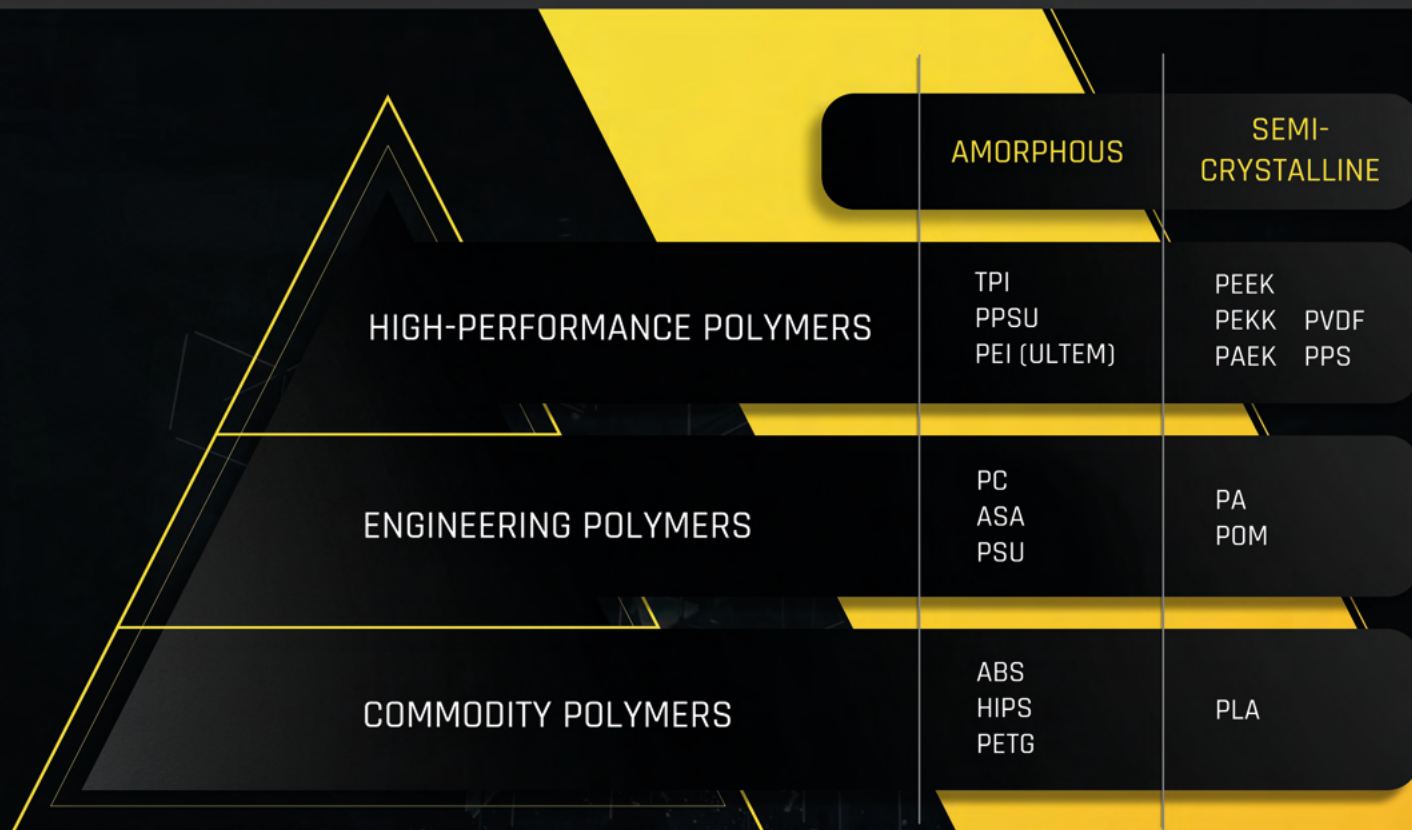 AMORPHOUS
SEMI-
CRYSTALLINE
HIGH-PERFORMANCE POLYMERS
TPI
PPSU
PEI (ULTEM)
PEEK
PEKK PVDF
PAEK PPS
ENGINEERING POLYMERS
PC
ASA
PSU
PA
POM
COMMODITY POLYMERS
ABS
HIPS
PETG
PLA